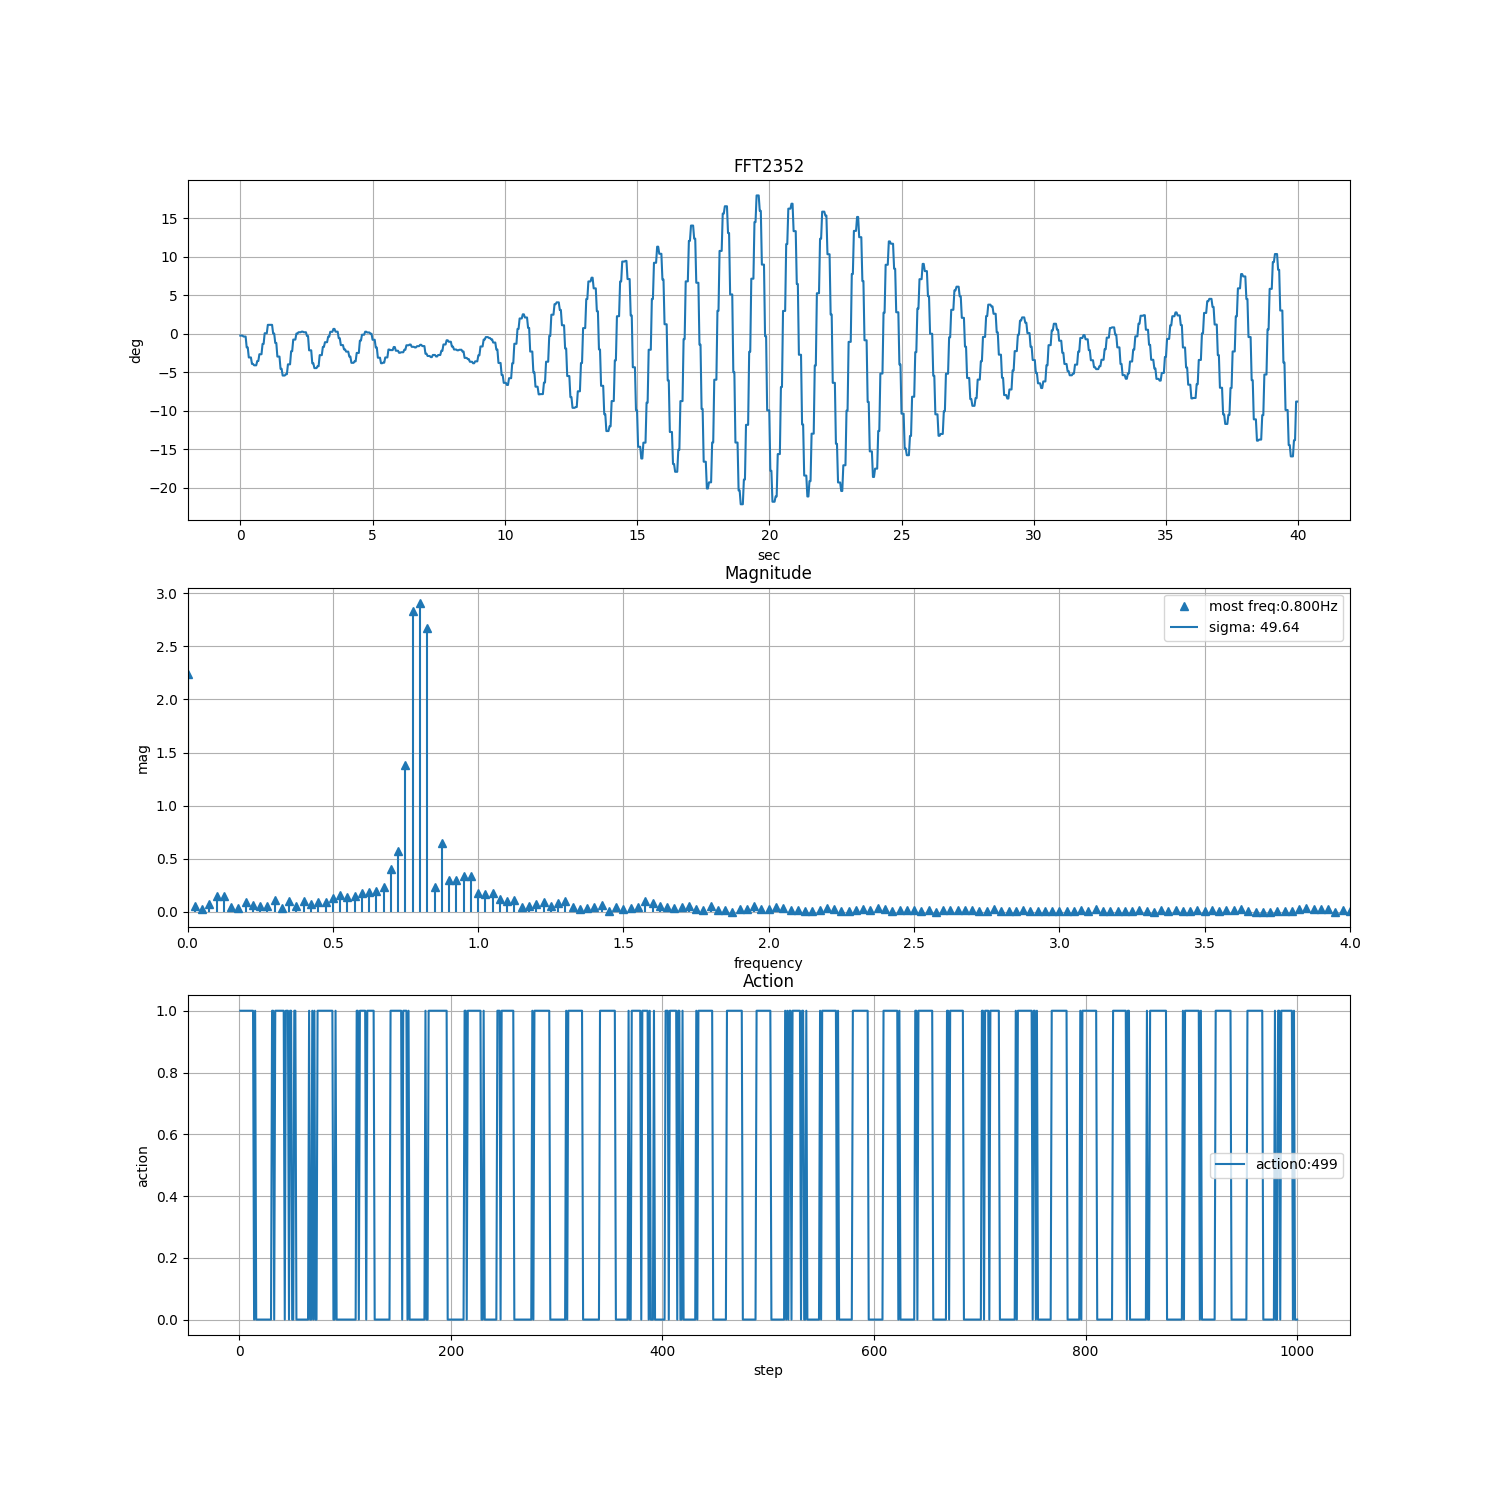 FFT2352
15
10
5
0
−5
−10
−15
−20
deg
0 5 10 15 20 25 30 35 40
sec
Magnitude
3.0
2.5
2.0
1.5
1.0
0.5
0.0
mag
most freq:0.800Hz
sigma: 49.64
0.0 0.5 1.0 1.5 2.0 2.5 3.0 3.5 4.0
frequency
Action
1.0
0.8
0.6
0.4
0.2
0.0
action
action0:499
0 200 400 600 800 1000
step